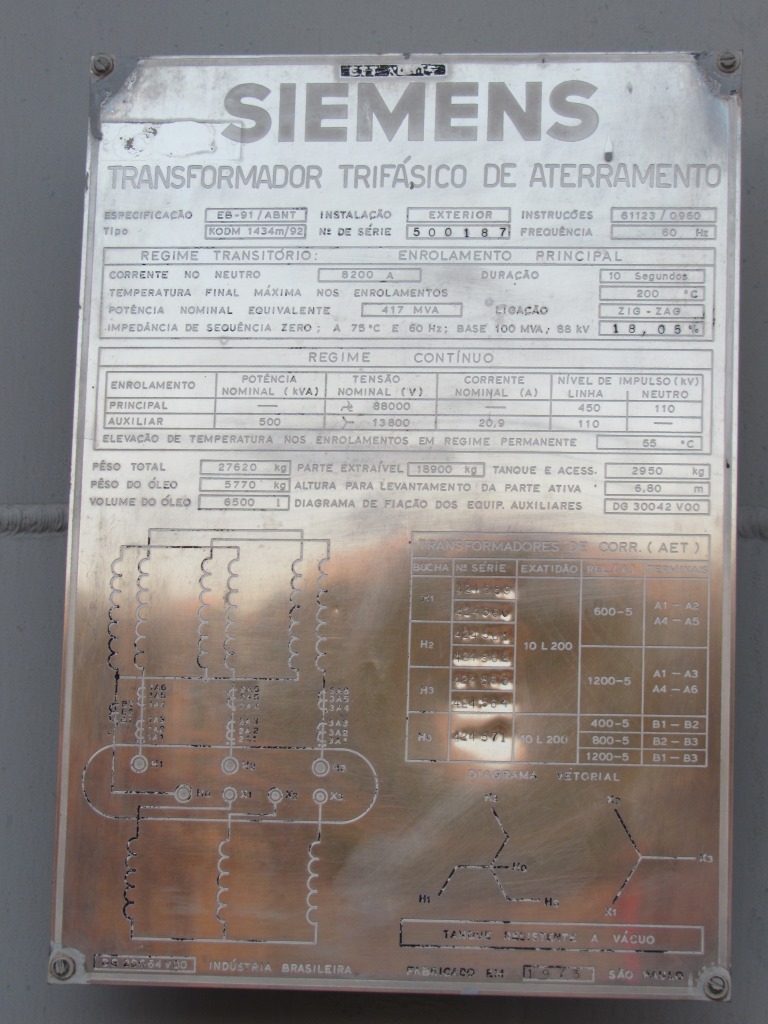 SIEMENS
TRANSFORMADOR TRIFÁSICO DE ATERRAMENTO
ESPECIFICAÇÃO EB-91/ABNT INSTALAÇÃO EXTERIOR INSTRUÇÕES 61123/0960
Tipo KODM 1434m/92 Nº DE SÉRIE 500187 FREQUÊNCIA 60 Hz
REGIME TRANSITÓRIO: ENROLAMENTO PRINCIPAL
CORRENTE NO NEUTRO 8200 A DURAÇÃO 10 Segundos
TEMPERATURA FINAL MÁXIMA NOS ENROLAMENTOS 200 °C
POTÊNCIA NOMINAL EQUIVALENTE 417 MVA LIGAÇÃO ZIG-ZAG
IMPEDÂNCIA DE SEQUÊNCIA ZERO; A 75°C E 60 Hz; BASE 100 MVA; 88 kV 18,05%
REGIME CONTÍNUO
ENROLAMENTO POTÊNCIA NOMINAL (kVA) TENSÃO NOMINAL (V) CORRENTE NOMINAL (A) NÍVEL DE IMPULSO (kV) LINHA NEUTRO
PRINCIPAL — 88000 — 450 110
AUXILIAR 500 13800 20,9 110 —
ELEVAÇÃO DE TEMPERATURA NOS ENROLAMENTOS EM REGIME PERMANENTE 55 °C
PÊSO TOTAL 27620 kg PARTE EXTRAÍVEL 18900 kg TANQUE E ACESS. 2950 kg
PÊSO DO ÓLEO 5770 kg ALTURA PARA LEVANTAMENTO DA PARTE ATIVA 6,80 m
VOLUME DO ÓLEO 6500 l DIAGRAMA DE FIAÇÃO DOS EQUIP. AUXILIARES DG 30042 V00
TRANSFORMADORES DE CORR. (AET)
BUCHA Nº SÉRIE EXATIDÃO RELAÇÃO TERMINAIS
H1
600-5 A1-A2
A4-A5
H2
10 L 200
H3
1200-5 A1-A3
A4-A6
H0 424571 10 L 200 400-5 B1-B2
800-5 B2-B3
1200-5 B1-B3
H1 H2 H3
H0 X1 X2 X3
DIAGRAMA VETORIAL
H2 X2
H0 X3
H1 H3 X1
TANQUE RESISTENTE A VÁCUO
INDÚSTRIA BRASILEIRA FABRICADO EM 1973 SÃO PAULO